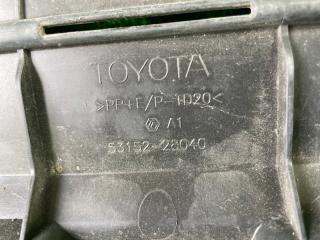 TOYOTA
>PP+E/P-TD20<
A1
53152-28040